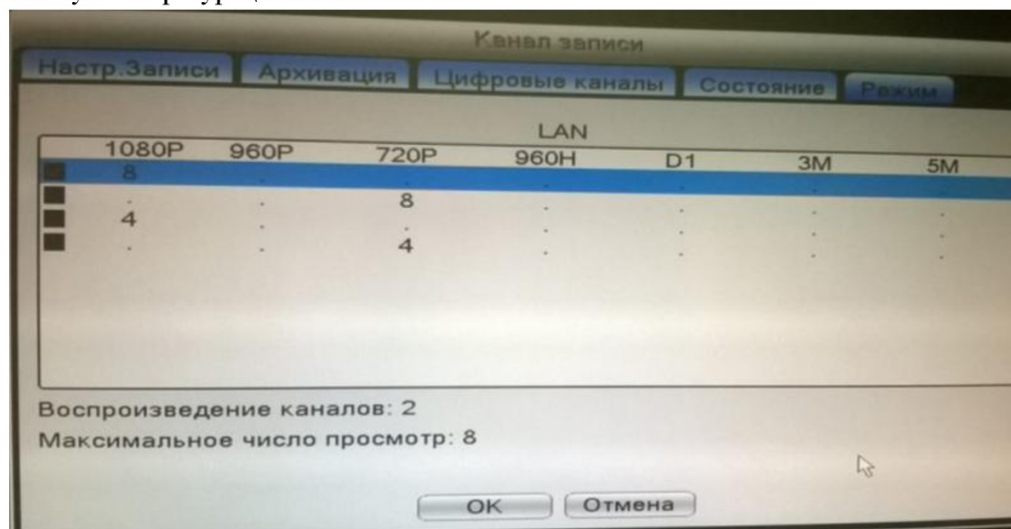 Канал записи
Настр.Записи Архивация Цифровые каналы Состояние Режим
LAN
1080P 960P 720P 960H D1 3M 5M
8 . . . . . .
. . 8 . . . .
4 . . . . . .
. . 4 . . . .
Воспроизведение каналов: 2
Максимальное число просмотр: 8
OK Отмена